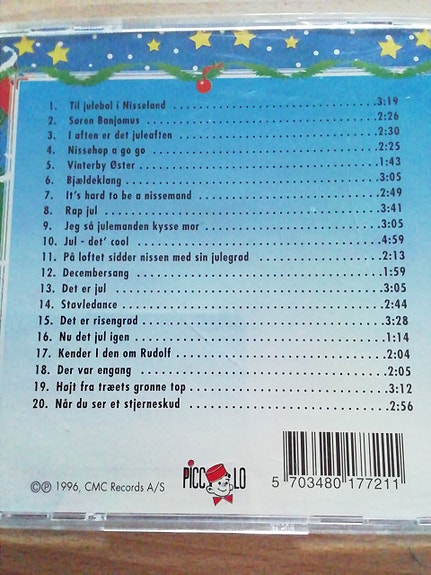 1. Til julebal i Nisseland ........ .3:19
2. Søren Banjomus ........ .2:26
3. I aften er det juleaften ........ .2:30
4. Nissehop a go go ........ .2:25
5. Vinterby Øster ........ .1:43
6. Bjældeklang ........ .3:05
7. It's hard to be a nissemand ........ .2:49
8. Rap jul ........ .3:41
9. Jeg så julemanden kysse mor ........ .3:05
10. Jul - det' cool ........ .4:59
11. På loftet sidder nissen med sin julegrød ........ .2:13
12. Decembersang ........ .1:59
13. Det er jul ........ .3:05
14. Støvledance ........ .2:44
15. Det er risengrød ........ .3:28
16. Nu det jul igen ........ .1:14
17. Kender I den om Rudolf ........ .2:04
18. Der var engang ........ .2:05
19. Højt fra træets grønne top ........ .3:12
20. Når du ser et stjerneskud ........ .2:56
©℗ 1996, CMC Records A/S
PICCOLO
5 703480 177211